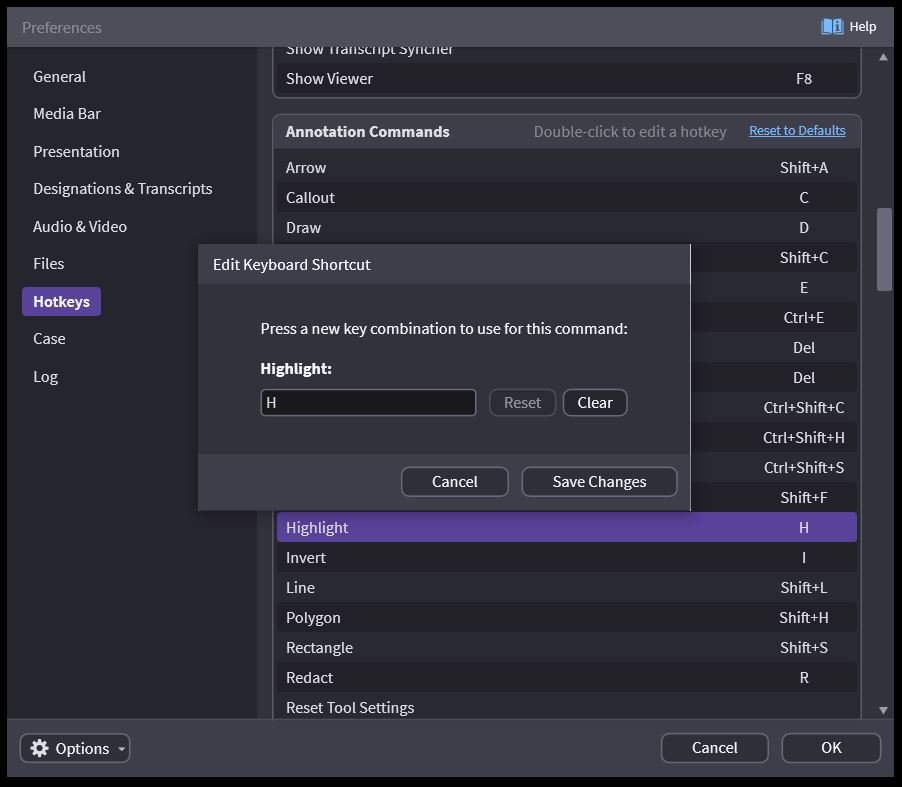 Preferences
Help
General
Media Bar
Presentation
Designations & Transcripts
Audio & Video
Files
Hotkeys
Case
Log
Show Transcript Syncher
Show Viewer F8
Annotation Commands Double-click to edit a hotkey Reset to Defaults
Arrow Shift+A
Callout C
Draw D
Shift+C
E
Ctrl+E
Del
Del
Ctrl+Shift+C
Ctrl+Shift+H
Ctrl+Shift+S
Shift+F
Edit Keyboard Shortcut
Press a new key combination to use for this command:
Highlight:
H Reset Clear
Cancel Save Changes
Highlight H
Invert I
Line Shift+L
Polygon Shift+H
Rectangle Shift+S
Redact R
Reset Tool Settings
Options Cancel OK